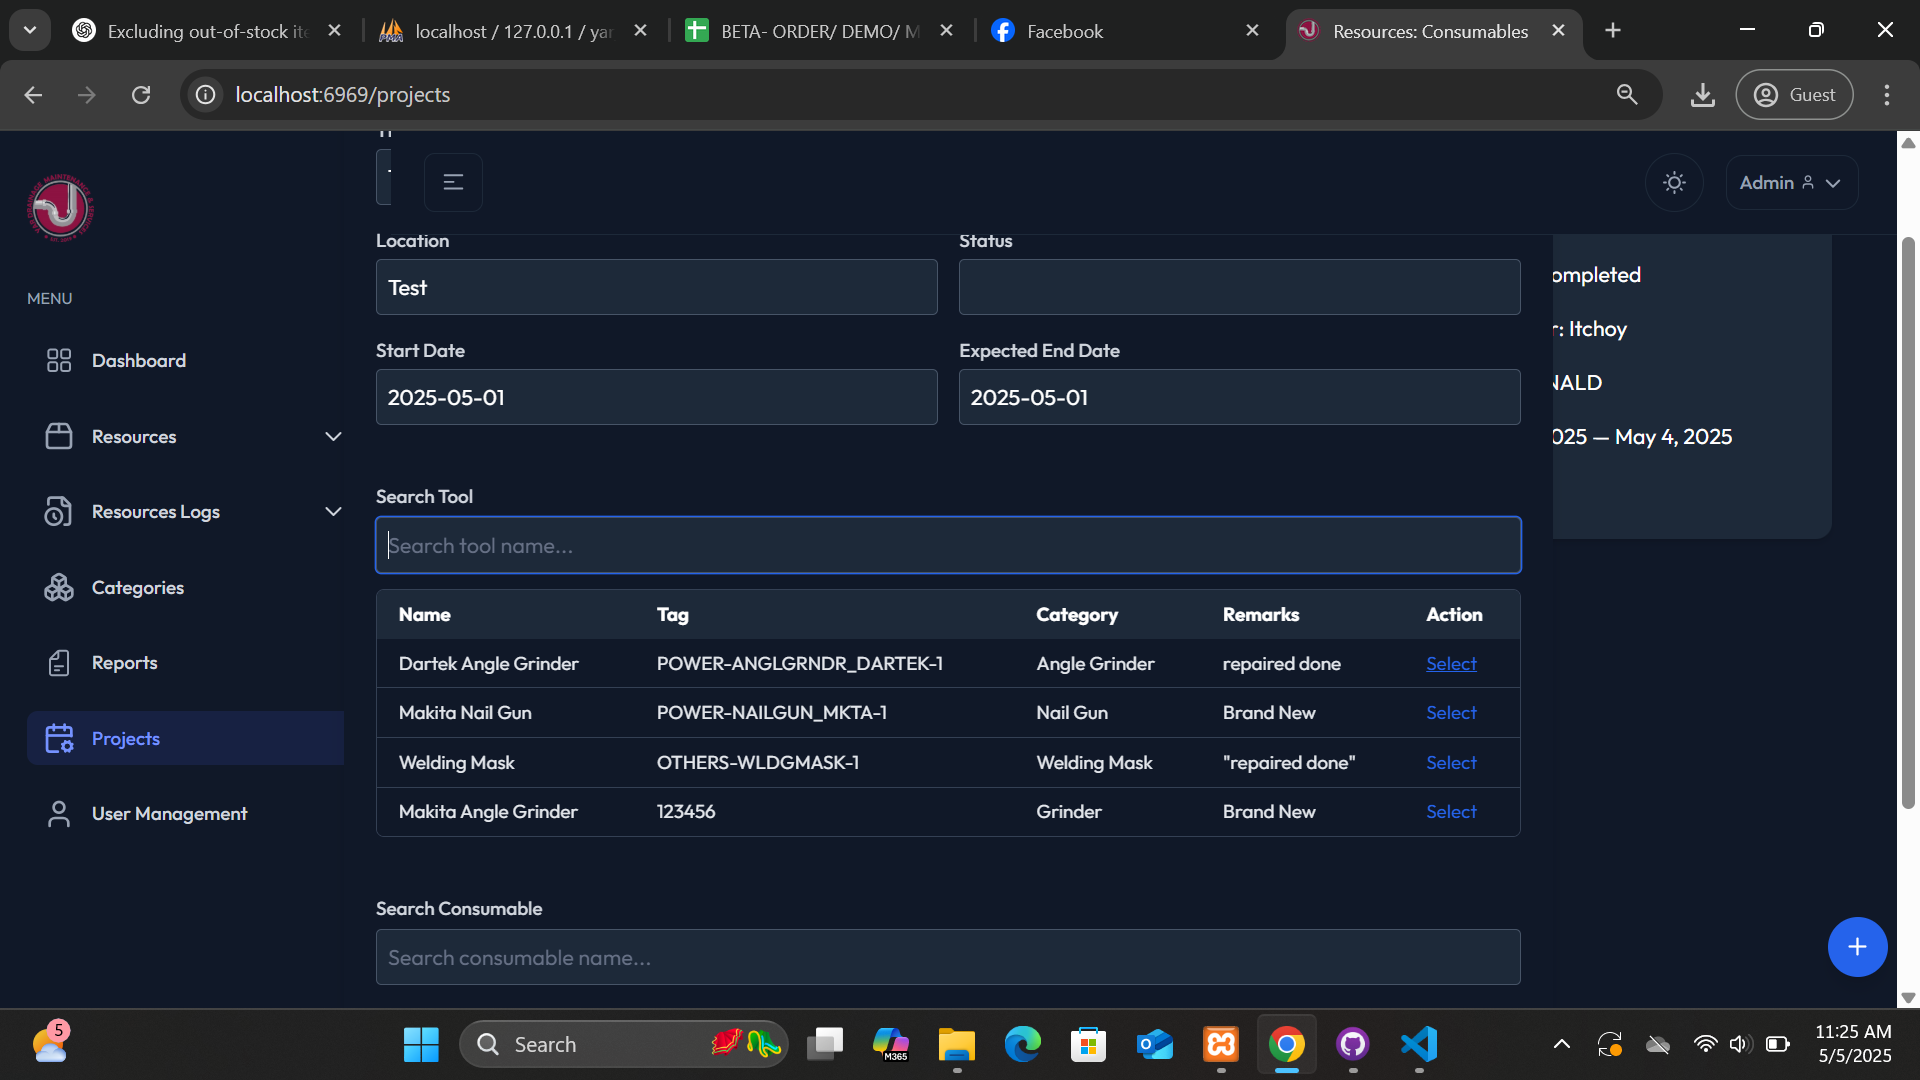 Excluding out-of-stock ite
localhost / 127.0.0.1 / yar
BETA- ORDER/ DEMO/ M
Facebook
Resources: Consumables
localhost:6969/projects
Guest
Admin
MENU
Dashboard
Resources
Resources Logs
Categories
Reports
Projects
User Management
Location
Status
Test
ompleted
r: Itchoy
Start Date
Expected End Date
2025-05-01
2025-05-01
NALD
025 — May 4, 2025
Search Tool
Search tool name...
Name Tag Category Remarks Action
Dartek Angle Grinder POWER-ANGLGRNDR_DARTEK-1 Angle Grinder repaired done Select
Makita Nail Gun POWER-NAILGUN_MKTA-1 Nail Gun Brand New Select
Welding Mask OTHERS-WLDGMASK-1 Welding Mask "repaired done" Select
Makita Angle Grinder 123456 Grinder Brand New Select
Search Consumable
Search consumable name...
5
Search
M365
11:25 AM
5/5/2025